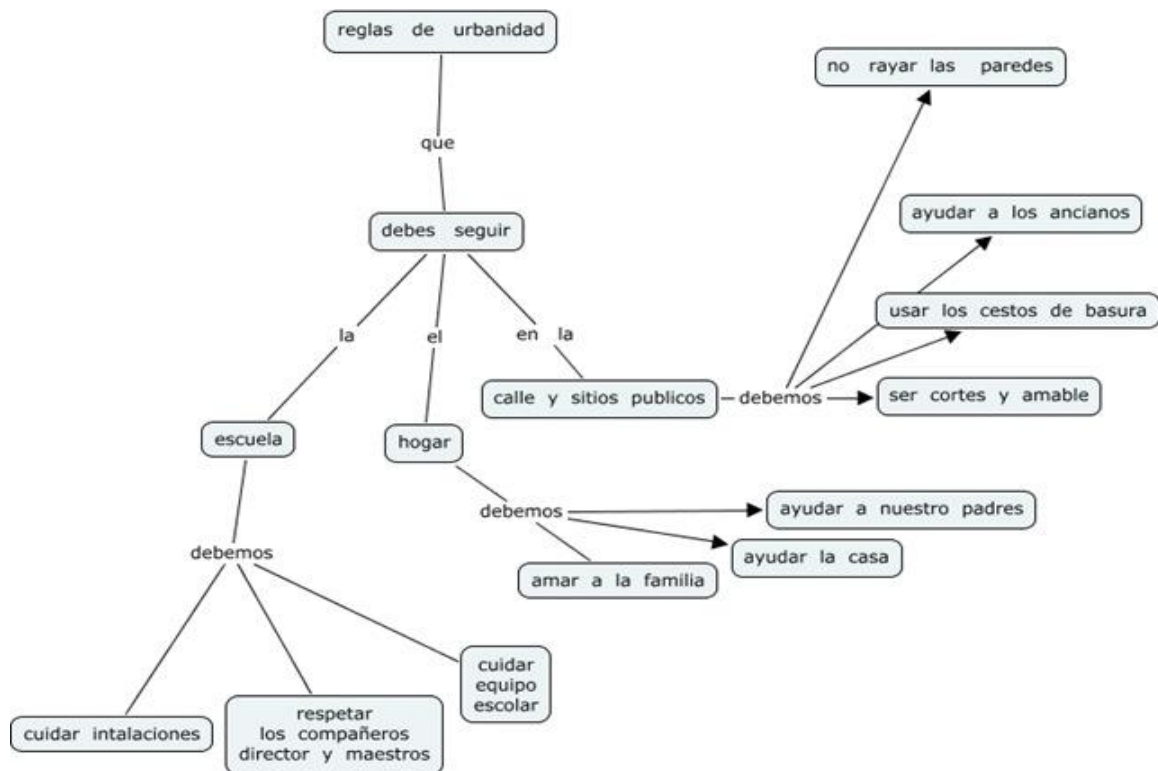 reglas de urbanidad
que
debes seguir
la
el
en la
escuela
debemos
cuidar intalaciones
respetar
los compañeros
director y maestros
cuidar
equipo
escolar
hogar
debemos
amar a la familia
ayudar la casa
ayudar a nuestro padres
calle y sitios publicos
debemos
no rayar las paredes
ayudar a los ancianos
usar los cestos de basura
ser cortes y amable